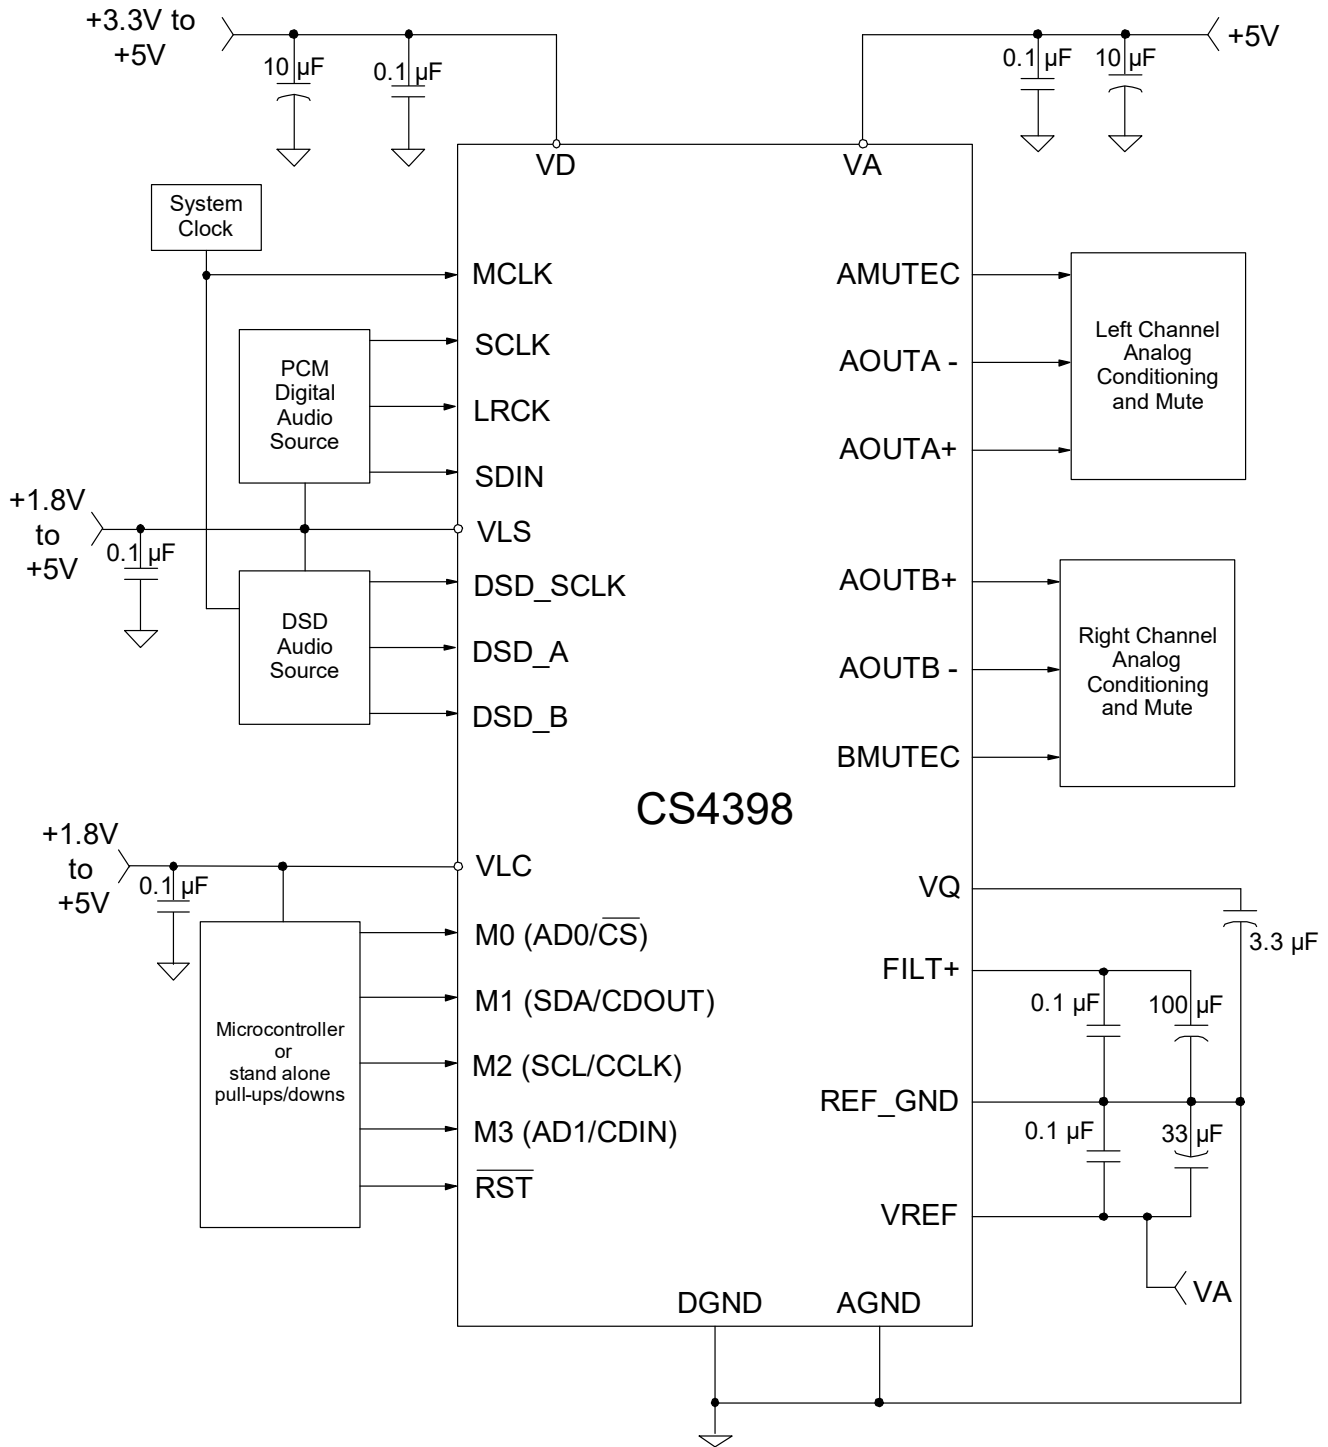 +3.3V to
+5V
10 µF
0.1 µF
0.1 µF
10 µF
+5V
VD
VA
System
Clock
MCLK
AMUTEC
PCM
Digital
Audio
Source
SCLK
LRCK
SDIN
Left Channel
Analog
Conditioning
and Mute
AOUTA -
AOUTA+
+1.8V
to
+5V
0.1 µF
VLS
DSD_SCLK
DSD_A
DSD_B
DSD
Audio
Source
AOUTB+
AOUTB -
BMUTEC
Right Channel
Analog
Conditioning
and Mute
CS4398
+1.8V
to
+5V
0.1 µF
VLC
VQ
3.3 µF
M0 (AD0/CS)
M1 (SDA/CDOUT)
M2 (SCL/CCLK)
M3 (AD1/CDIN)
RST
Microcontroller
or
stand alone
pull-ups/downs
FILT+
0.1 µF
100 µF
REF_GND
0.1 µF
33 µF
VREF
VA
DGND
AGND